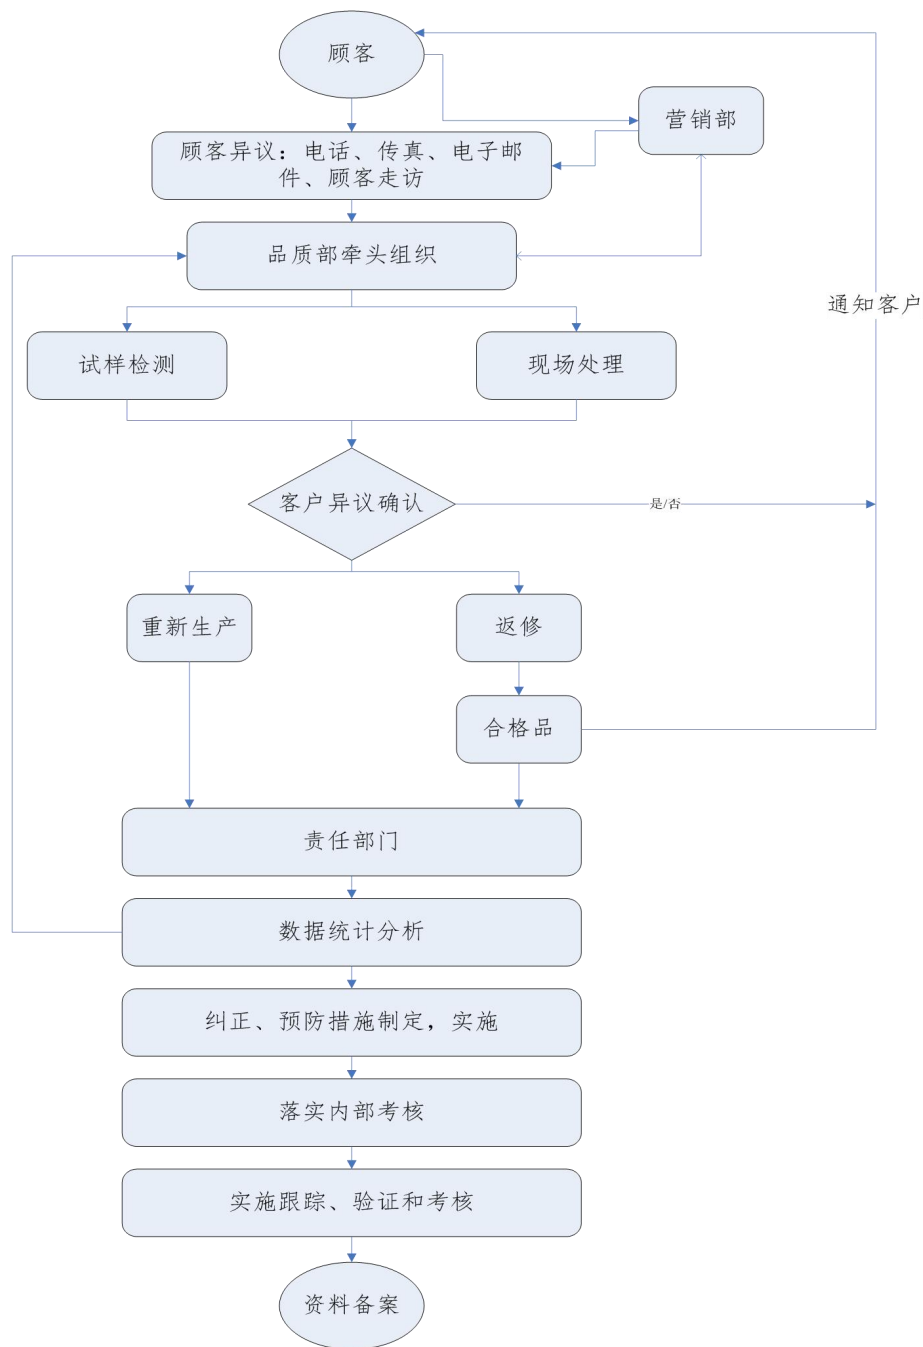 顾客
营销部
顾客异议：电话、传真、电子邮
件、顾客走访
品质部牵头组织
通知客户
试样检测
现场处理
客户异议确认
是/否
重新生产
返修
合格品
责任部门
数据统计分析
纠正、预防措施制定，实施
落实内部考核
实施跟踪、验证和考核
资料备案